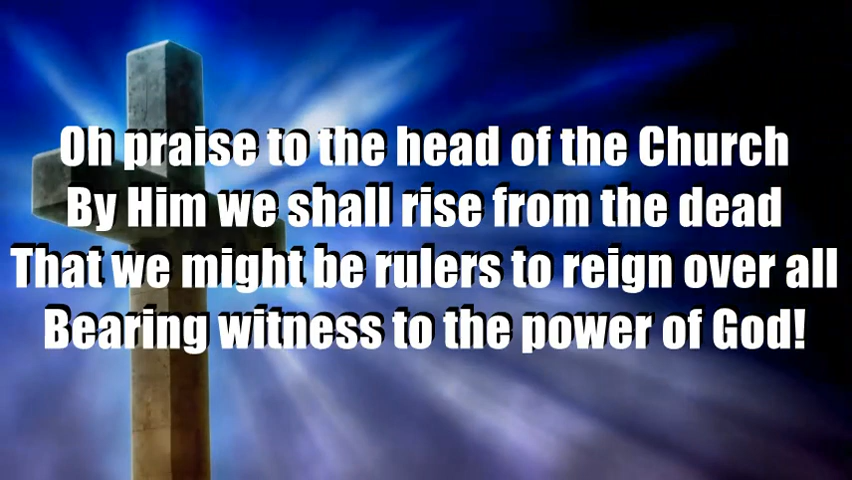 Oh praise to the head of the Church
By Him we shall rise from the dead
That we might be rulers to reign over all
Bearing witness to the power of God!